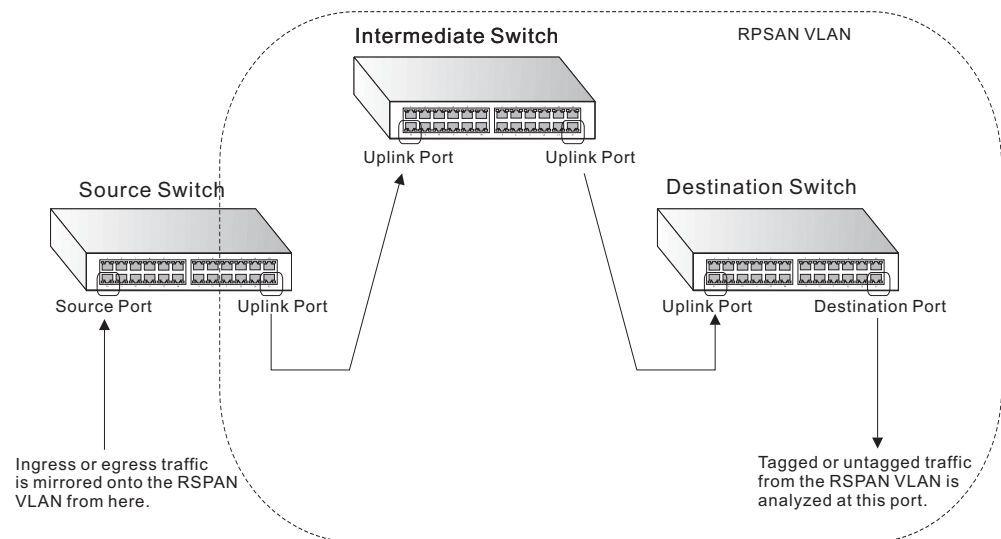 RPSAN VLAN
Intermediate Switch
Uplink Port
Uplink Port
Source Switch
Destination Switch
Source Port
Uplink Port
Uplink Port
Destination Port
Ingress or egress traffic
is mirrored onto the RSPAN
VLAN from here.
Tagged or untagged traffic
from the RSPAN VLAN is
analyzed at this port.